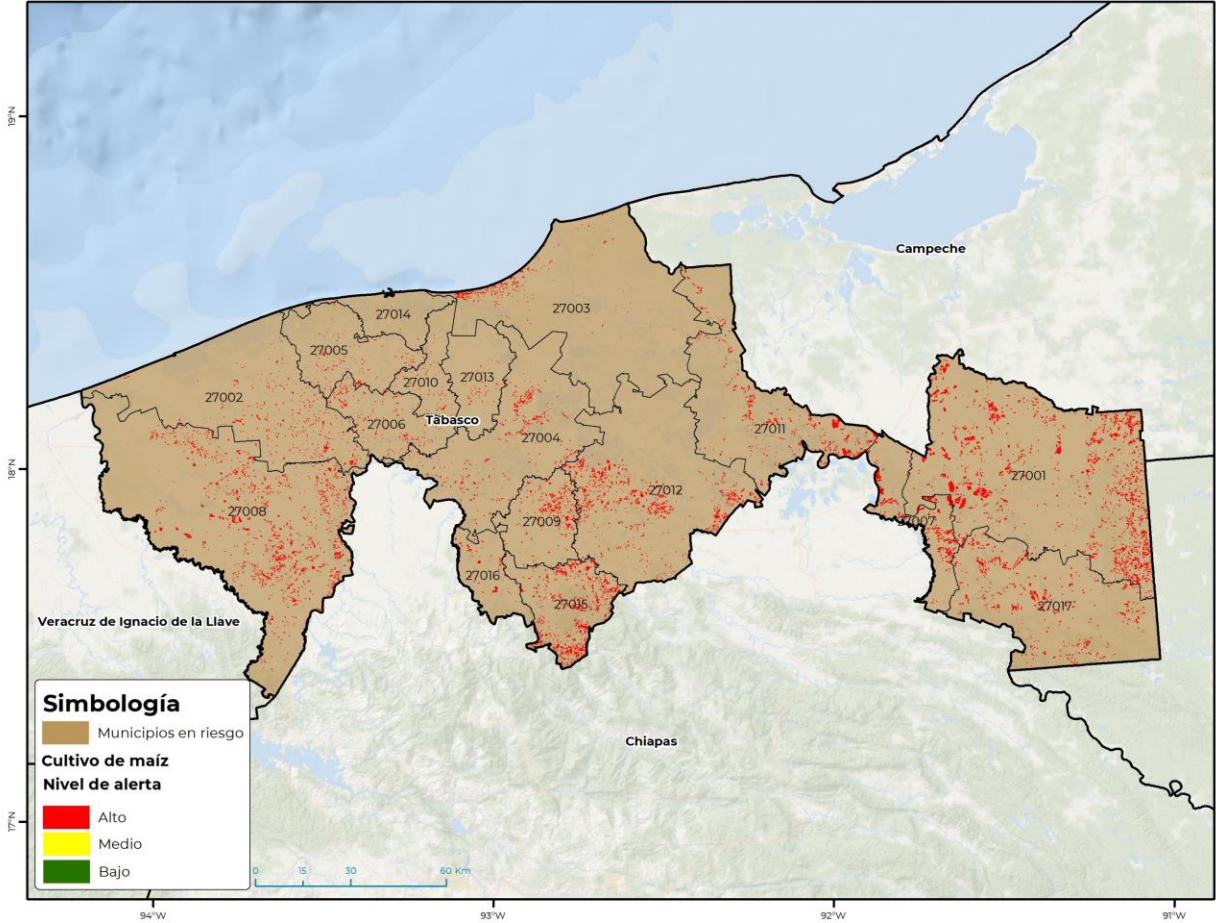 19°N
Campeche
27003
27014
27005
27010
27013
27002
Tabasco
27006
27004
27011
18°N
27001
27012
27008
27009
27007
27016
27015
27017
Veracruz de Ignacio de la Llave
Simbología
Municipios en riesgo
Cultivo de maíz
Nivel de alerta
Alto
Medio
Bajo
Chiapas
17°N
0 15 30 60 Km
94°W 93°W 92°W 91°W